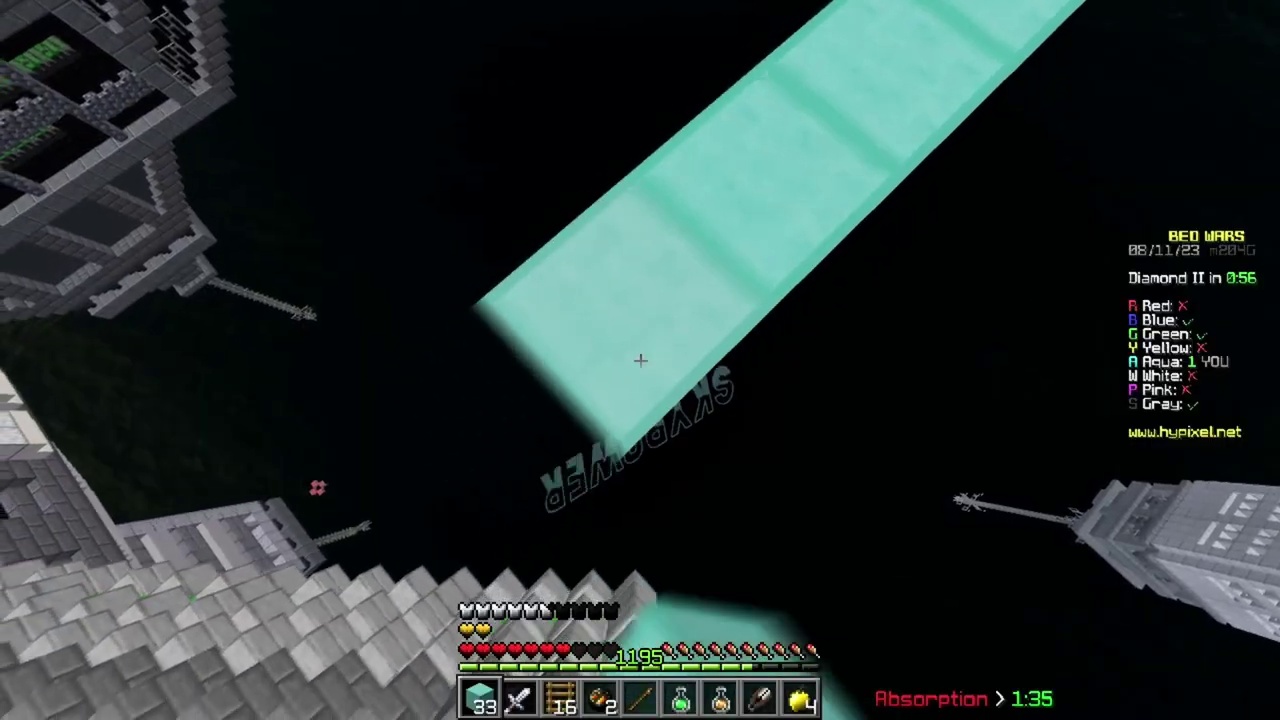 SKYPOWER
BED WARS
08/11/23 m204G
Diamond II in 0:56
R Red: ✗
B Blue: ✓
G Green: ✓
Y Yellow: ✗
A Aqua: 1 YOU
W White: ✗
P Pink: ✗
S Gray: ✓
www.hypixel.net
1195
33 16 2 4
Absorption > 1:35